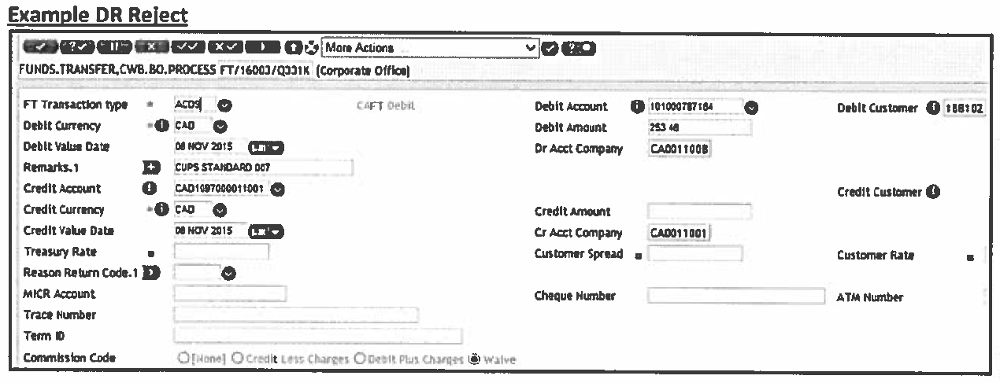 Example DR Reject
More Actions
FUNDS.TRANSFER,CWB.BO.PROCESS FT/16003/Q331K (Corporate Office)
FT Transaction type * AC09 CAFT Debit Debit Account 101000787184 Debit Customer 188102
Debit Currency * CAD Debit Amount 253 48
Debit Value Date 08 NOV 2015 Dr Acct Company CA0011008
Remarks.1 CUPS STANDARD 007
Credit Account CAD1097000011001 Credit Customer
Credit Currency * CAD Credit Amount
Credit Value Date 08 NOV 2015 Cr Acct Company CA0011001
Treasury Rate Customer Spread Customer Rate
Reason Return Code.1
MICR Account Cheque Number ATM Number
Trace Number
Term ID
Commission Code [None] Credit Less Charges Debit Plus Charges Waive